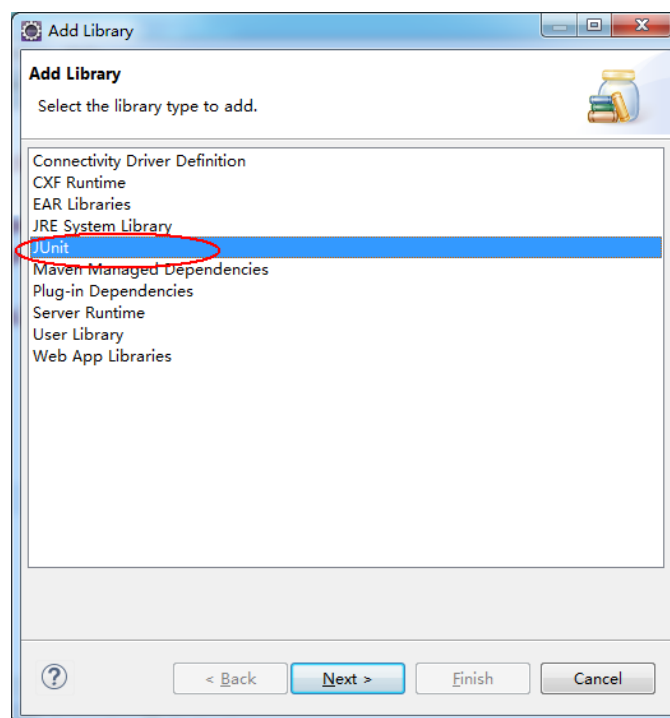 Add Library
Add Library
Select the library type to add.
Connectivity Driver Definition
CXF Runtime
EAR Libraries
JRE System Library
JUnit
Maven Managed Dependencies
Plug-in Dependencies
Server Runtime
User Library
Web App Libraries
?
< Back Next > Finish Cancel